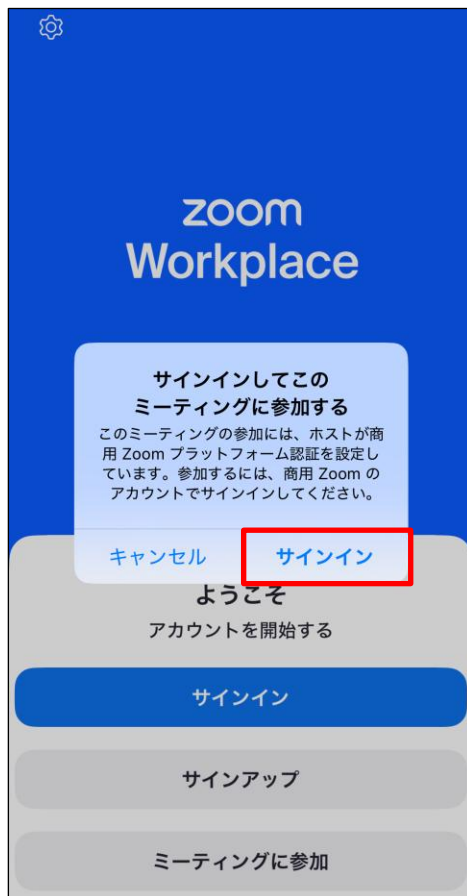 zoom
Workplace
サインインしてこの
ミーティングに参加する
このミーティングの参加には、ホストが商
用 Zoom プラットフォーム認証を設定し
ています。参加するには、商用 Zoom の
アカウントでサインインしてください。
キャンセル
サインイン
ようこそ
アカウントを開始する
サインイン
サインアップ
ミーティングに参加